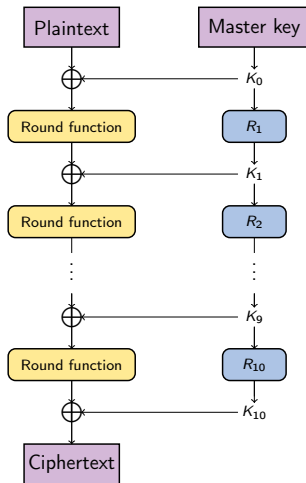 Plaintext Master key
K₀
Round function R₁
K₁
Round function R₂
⋮ ⋮
K₉
Round function R₁₀
K₁₀
Ciphertext